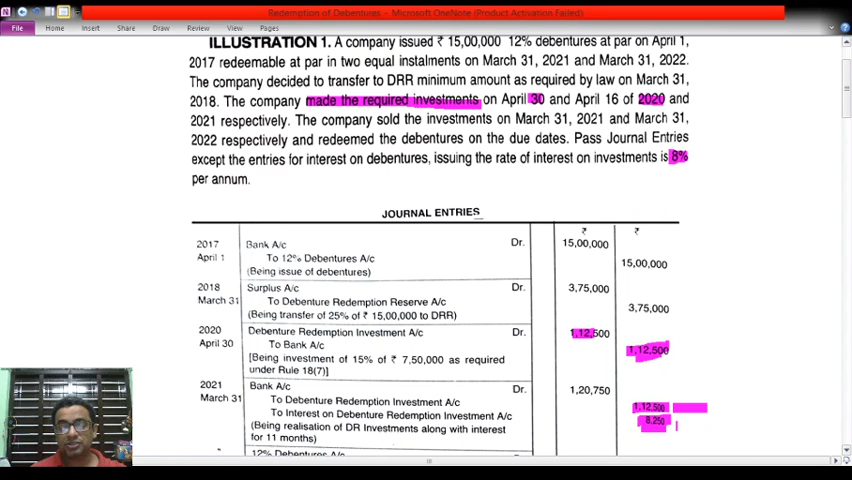 Redemption of Debentures - Microsoft OneNote (Product Activation Failed)
File Insert Share Draw Review View Pages
ILLUSTRATION 1. A company issued ₹ 15,00,000 12% debentures at par on April 1,
2017 redeemable at par in two equal instalments on March 31, 2021 and March 31, 2022.
The company decided to transfer to DRR minimum amount as required by law on March 31,
2018. The company made the required investments on April 30 and April 16 of 2020 and
2021 respectively. The company sold the investments on March 31, 2021 and March 31,
2022 respectively and redeemed the debentures on the due dates. Pass Journal Entries
except the entries for interest on debentures, issuing the rate of interest on investments is 8%
per annum.
JOURNAL ENTRIES
₹ ₹
2017 Bank A/c Dr. 15,00,000
April 1 To 12% Debentures A/c 15,00,000
(Being issue of debentures)
2018 Surplus A/c Dr. 3,75,000
March 31 To Debenture Redemption Reserve A/c 3,75,000
(Being transfer of 25% of ₹ 15,00,000 to DRR)
2020 Debenture Redemption Investment A/c Dr. 1,12,500
April 30 To Bank A/c 1,12,500
[Being investment of 15% of ₹ 7,50,000 as required
under Rule 18(7)]
2021 Bank A/c Dr. 1,20,750
March 31 To Debenture Redemption Investment A/c 1,12,500
To Interest on Debenture Redemption Investment A/c 8,250
(Being realisation of DR Investments along with interest
for 11 months)
12% Debentures A/c Dr.